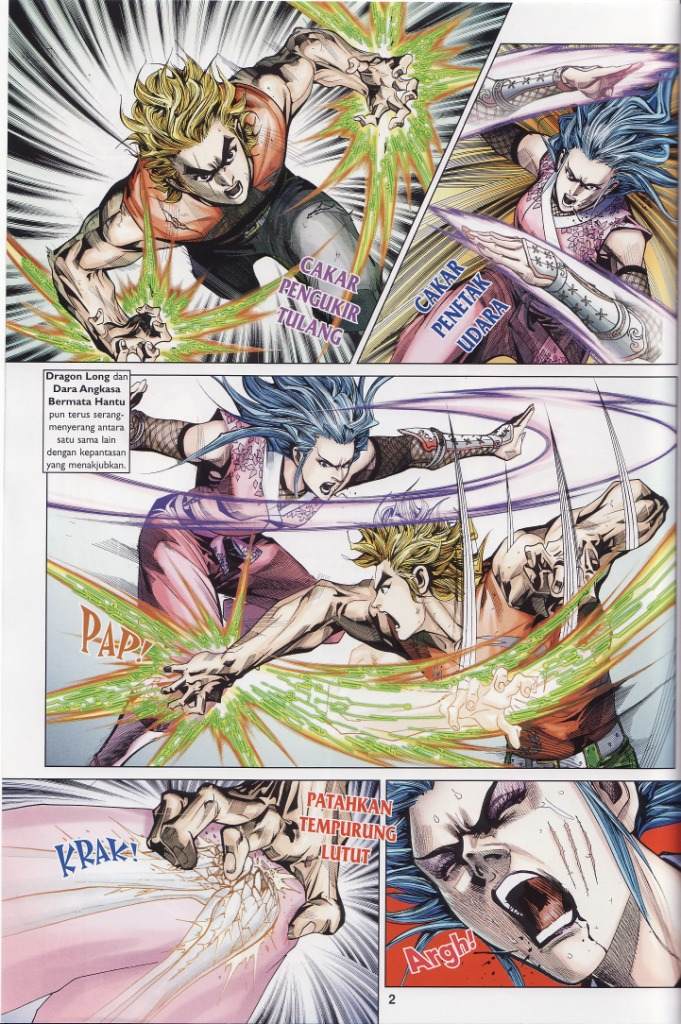 CAKAR
PENGUKIR
TULANG
CAKAR
PENETAK
UDARA
Dragon Long dan
Dara Angkasa
Bermata Hantu
pun terus serang-
menyerang antara
satu sama lain
dengan kepantasan
yang menakjubkan.
PAP!
KRAK!
PATAHKAN
TEMPURUNG
LUTUT
Argh!
2